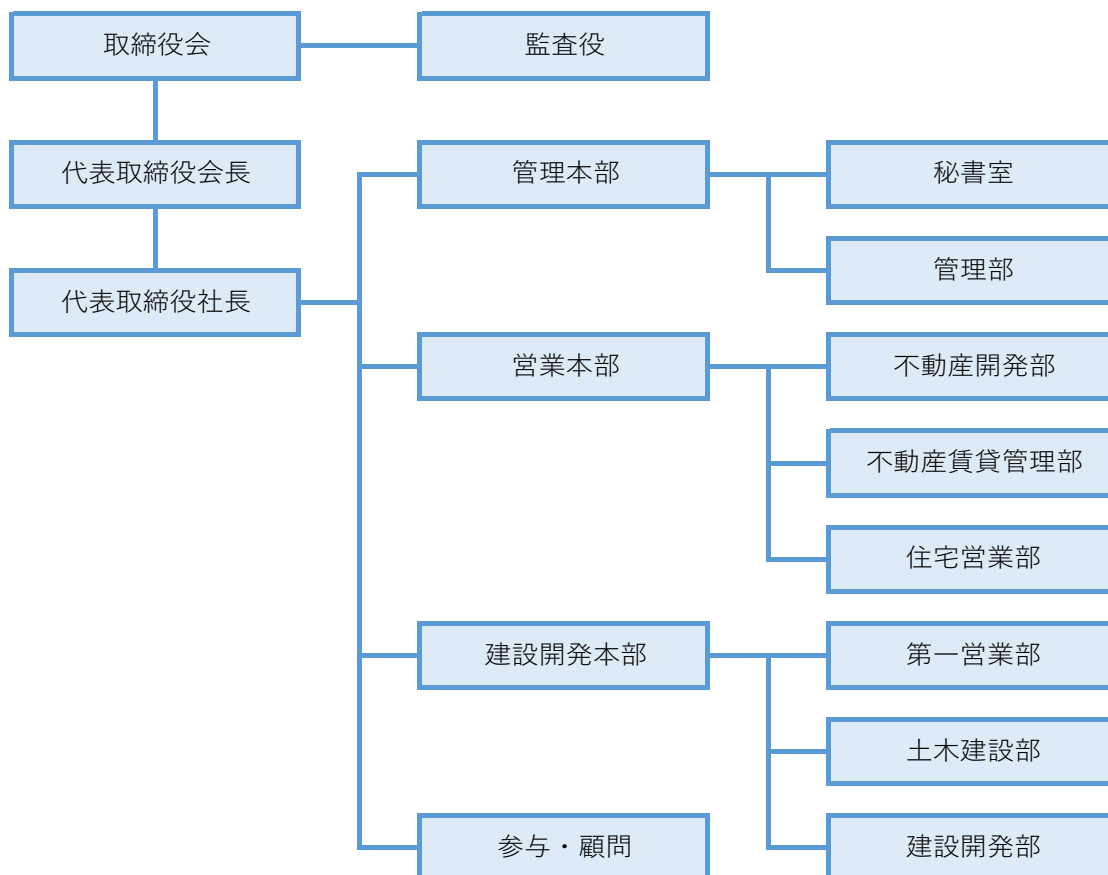 取締役会
監査役
代表取締役会長
管理本部
秘書室
管理部
代表取締役社長
営業本部
不動産開発部
不動産賃貸管理部
住宅営業部
建設開発本部
第一営業部
土木建設部
参与・顧問
建設開発部